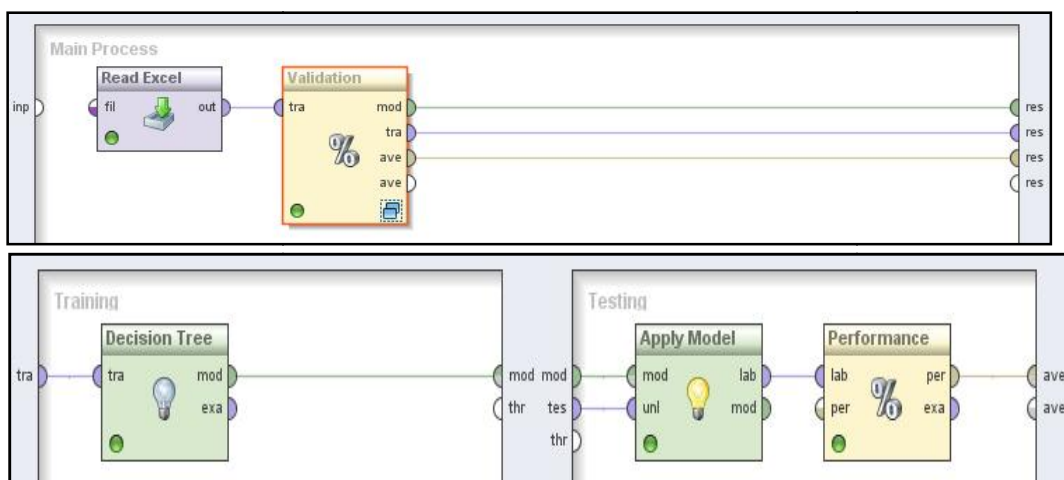 Main Process
Read Excel
Validation
inp
fil
out
tra
mod
res
tra
res
ave
res
ave
res
Training
Testing
Decision Tree
Apply Model
Performance
tra
tra
mod
mod
mod
mod
lab
lab
per
ave
exa
thr
tes
unl
mod
per
exa
ave
thr